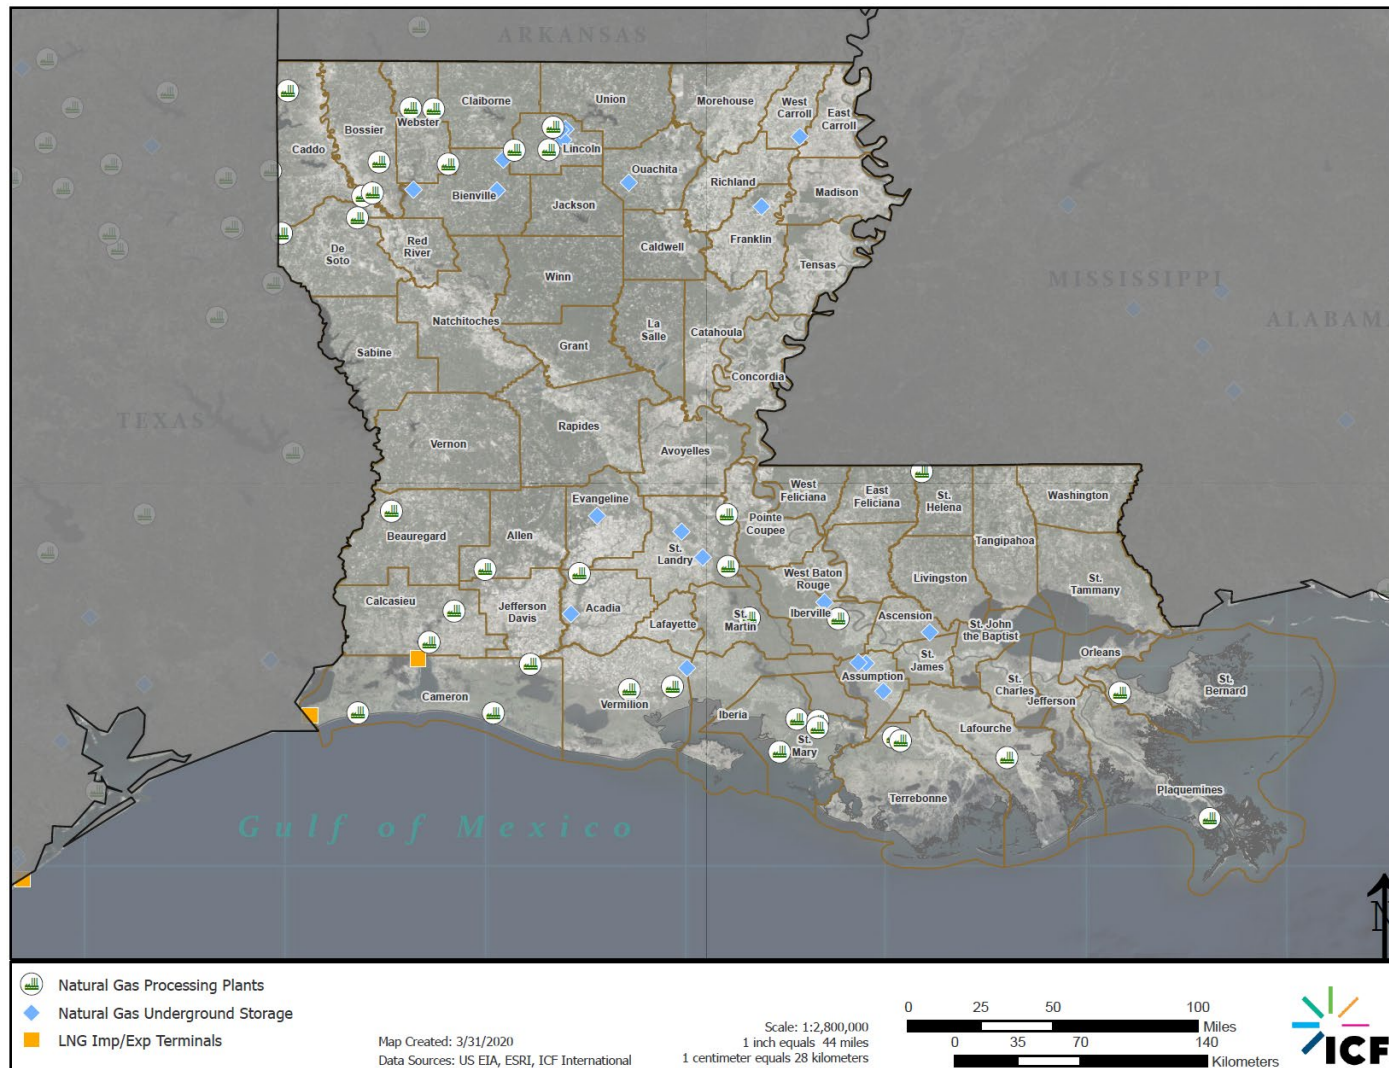 ARKANSAS
Claiborne
Union
Morehouse
West
Carroll
East
Carroll
Webster
Bossier
Caddo
Lincoln
Ouachita
Richland
Madison
Bienville
Jackson
Franklin
Red
River
De
Soto
Caldwell
Tensas
Winn
MISSISSIPPI
ALABAMA
Natchitoches
La
Salle
Catahoula
Sabine
Grant
Concordia
TEXAS
Rapides
Vernon
Avoyelles
Evangeline
West
Feliciana
East
Feliciana
St.
Helena
Washington
Pointe
Coupee
Beauregard
Allen
St.
Landry
Tangipahoa
West Baton
Rouge
Livingston
St.
Tammany
Calcasieu
Jefferson
Davis
Acadia
Lafayette
St.
Martin
Iberville
Ascension
St. John
the Baptist
Orleans
St.
James
Assumption
St.
Charles
Jefferson
St.
Bernard
Cameron
Vermilion
Iberia
St.
Mary
Lafourche
Terrebonne
Plaquemines
Gulf of Mexico
N
Natural Gas Processing Plants
Natural Gas Underground Storage
LNG Imp/Exp Terminals
Map Created: 3/31/2020
Data Sources: US EIA, ESRI, ICF International
Scale: 1:2,800,000
1 inch equals 44 miles
1 centimeter equals 28 kilometers
0 25 50 100
Miles
0 35 70 140
Kilometers
ICF